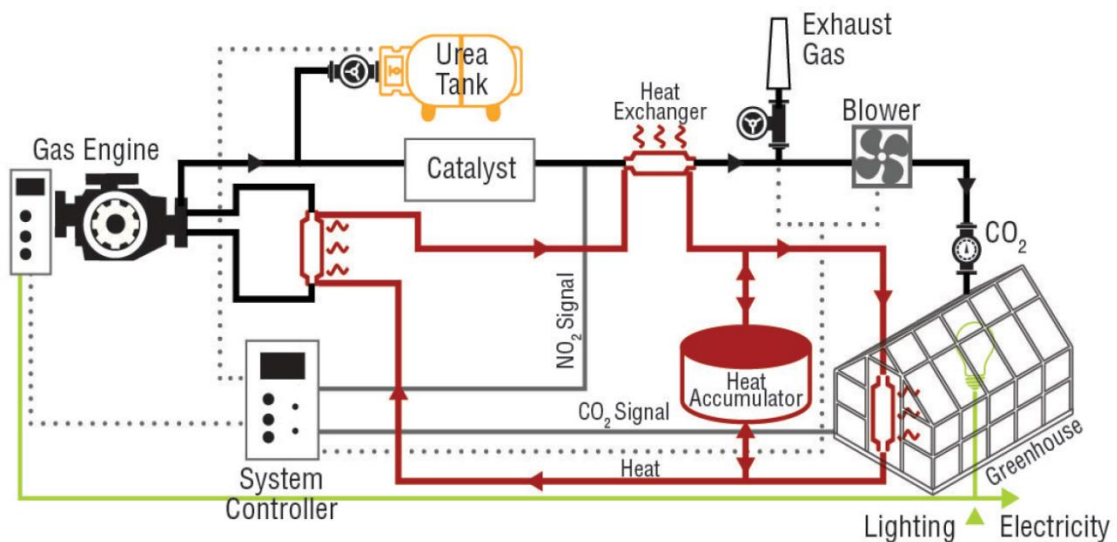 Exhaust
Gas
Urea
Tank
Heat
Exchanger
Blower
Gas Engine
Catalyst
CO₂
NO₂ Signal
Heat
Accumulator
CO₂ Signal
Greenhouse
Heat
System
Controller
Lighting
Electricity